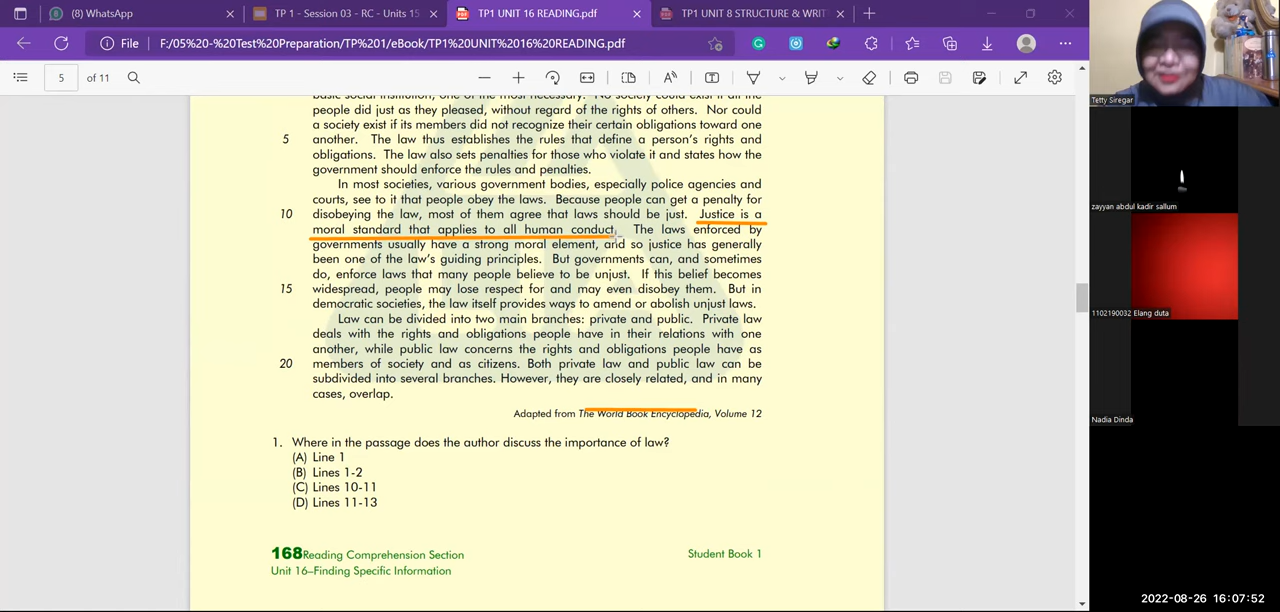 (8) WhatsApp
TP 1 - Session 03 - RC - Units 15
TP1 UNIT 16 READING.pdf
TP1 UNIT 8 STRUCTURE & WRIT
File
F:/05%20-%20Test%20Preparation/TP%201/eBook/TP1%20UNIT%2016%20READING.pdf
5 of 11
people did just as they pleased, without regard of the rights of others. Nor could
a society exist if its members did not recognize their certain obligations toward one
5 another. The law thus establishes the rules that define a person's rights and
obligations. The law also sets penalties for those who violate it and states how the
government should enforce the rules and penalties.
In most societies, various government bodies, especially police agencies and
courts, see to it that people obey the laws. Because people can get a penalty for
10 disobeying the law, most of them agree that laws should be just. Justice is a
moral standard that applies to all human conduct. The laws enforced by
governments usually have a strong moral element, and so justice has generally
been one of the law's guiding principles. But governments can, and sometimes
do, enforce laws that many people believe to be unjust. If this belief becomes
15 widespread, people may lose respect for and may even disobey them. But in
democratic societies, the law itself provides ways to amend or abolish unjust laws.
Law can be divided into two main branches: private and public. Private law
deals with the rights and obligations people have in their relations with one
another, while public law concerns the rights and obligations people have as
20 members of society and as citizens. Both private law and public law can be
subdivided into several branches. However, they are closely related, and in many
cases, overlap.
Adapted from The World Book Encyclopedia, Volume 12
1. Where in the passage does the author discuss the importance of law?
(A) Line 1
(B) Lines 1-2
(C) Lines 10-11
(D) Lines 11-13
168Reading Comprehension Section
Student Book 1
Unit 16–Finding Specific Information
Tetty Siregar
zayyan abdul kadir sallum
1102190032 Elang duta
Nadia Dinda
2022-08-26 16:07:52